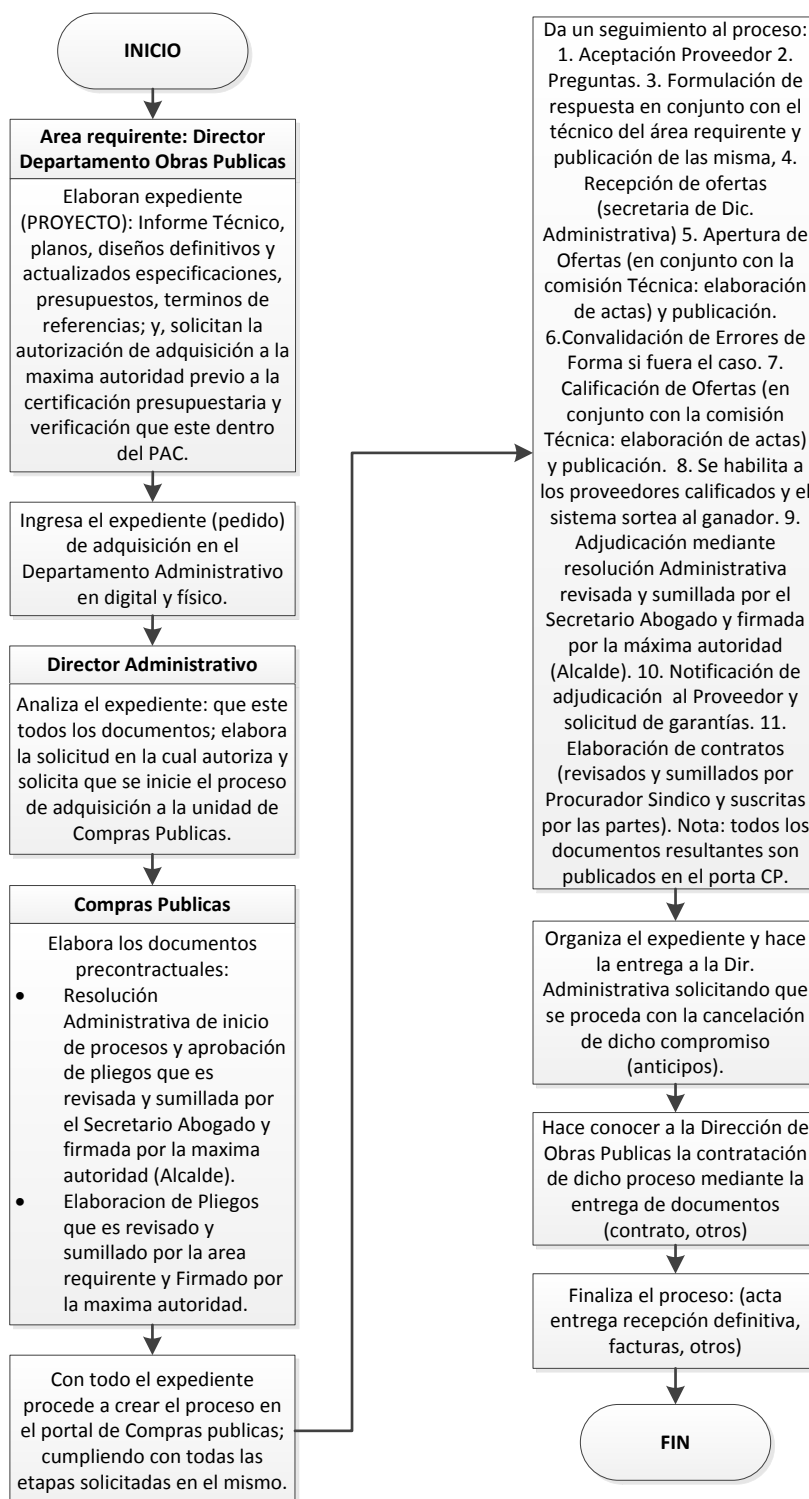 INICIO
Area requirente: Director
Departamento Obras Publicas
Elaboran expediente
(PROYECTO): Informe Técnico,
planos, diseños definitivos y
actualizados especificaciones,
presupuestos, terminos de
referencias; y, solicitan la
autorización de adquisición a la
maxima autoridad previo a la
certificación presupuestaria y
verificación que este dentro
del PAC.
Ingresa el expediente (pedido)
de adquisición en el
Departamento Administrativo
en digital y físico.
Director Administrativo
Analiza el expediente: que este
todos los documentos; elabora
la solicitud en la cual autoriza y
solicita que se inicie el proceso
de adquisición a la unidad de
Compras Publicas.
Compras Publicas
Elabora los documentos
precontractuales:
• Resolución
Administrativa de inicio
de procesos y aprobación
de pliegos que es
revisada y sumillada por
el Secretario Abogado y
firmada por la maxima
autoridad (Alcalde).
• Elaboracion de Pliegos
que es revisado y
sumillado por la area
requirente y Firmado por
la maxima autoridad.
Con todo el expediente
procede a crear el proceso en
el portal de Compras publicas;
cumpliendo con todas las
etapas solicitadas en el mismo.
Da un seguimiento al proceso:
1. Aceptación Proveedor 2.
Preguntas. 3. Formulación de
respuesta en conjunto con el
técnico del área requirente y
publicación de las misma, 4.
Recepción de ofertas
(secretaria de Dic.
Administrativa) 5. Apertura de
Ofertas (en conjunto con la
comisión Técnica: elaboración
de actas) y publicación.
6.Convalidación de Errores de
Forma si fuera el caso. 7.
Calificación de Ofertas (en
conjunto con la comisión
Técnica: elaboración de actas)
y publicación. 8. Se habilita a
los proveedores calificados y el
sistema sortea al ganador. 9.
Adjudicación mediante
resolución Administrativa
revisada y sumillada por el
Secretario Abogado y firmada
por la máxima autoridad
(Alcalde). 10. Notificación de
adjudicación al Proveedor y
solicitud de garantías. 11.
Elaboración de contratos
(revisados y sumillados por
Procurador Sindico y suscritas
por las partes). Nota: todos los
documentos resultantes son
publicados en el porta CP.
Organiza el expediente y hace
la entrega a la Dir.
Administrativa solicitando que
se proceda con la cancelación
de dicho compromiso
(anticipos).
Hace conocer a la Dirección de
Obras Publicas la contratación
de dicho proceso mediante la
entrega de documentos
(contrato, otros)
Finaliza el proceso: (acta
entrega recepción definitiva,
facturas, otros)
FIN